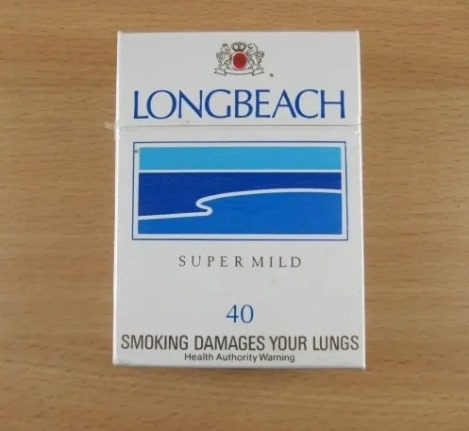 LONGBEACH
SUPER MILD
40
SMOKING DAMAGES YOUR LUNGS
Health Authority Warning